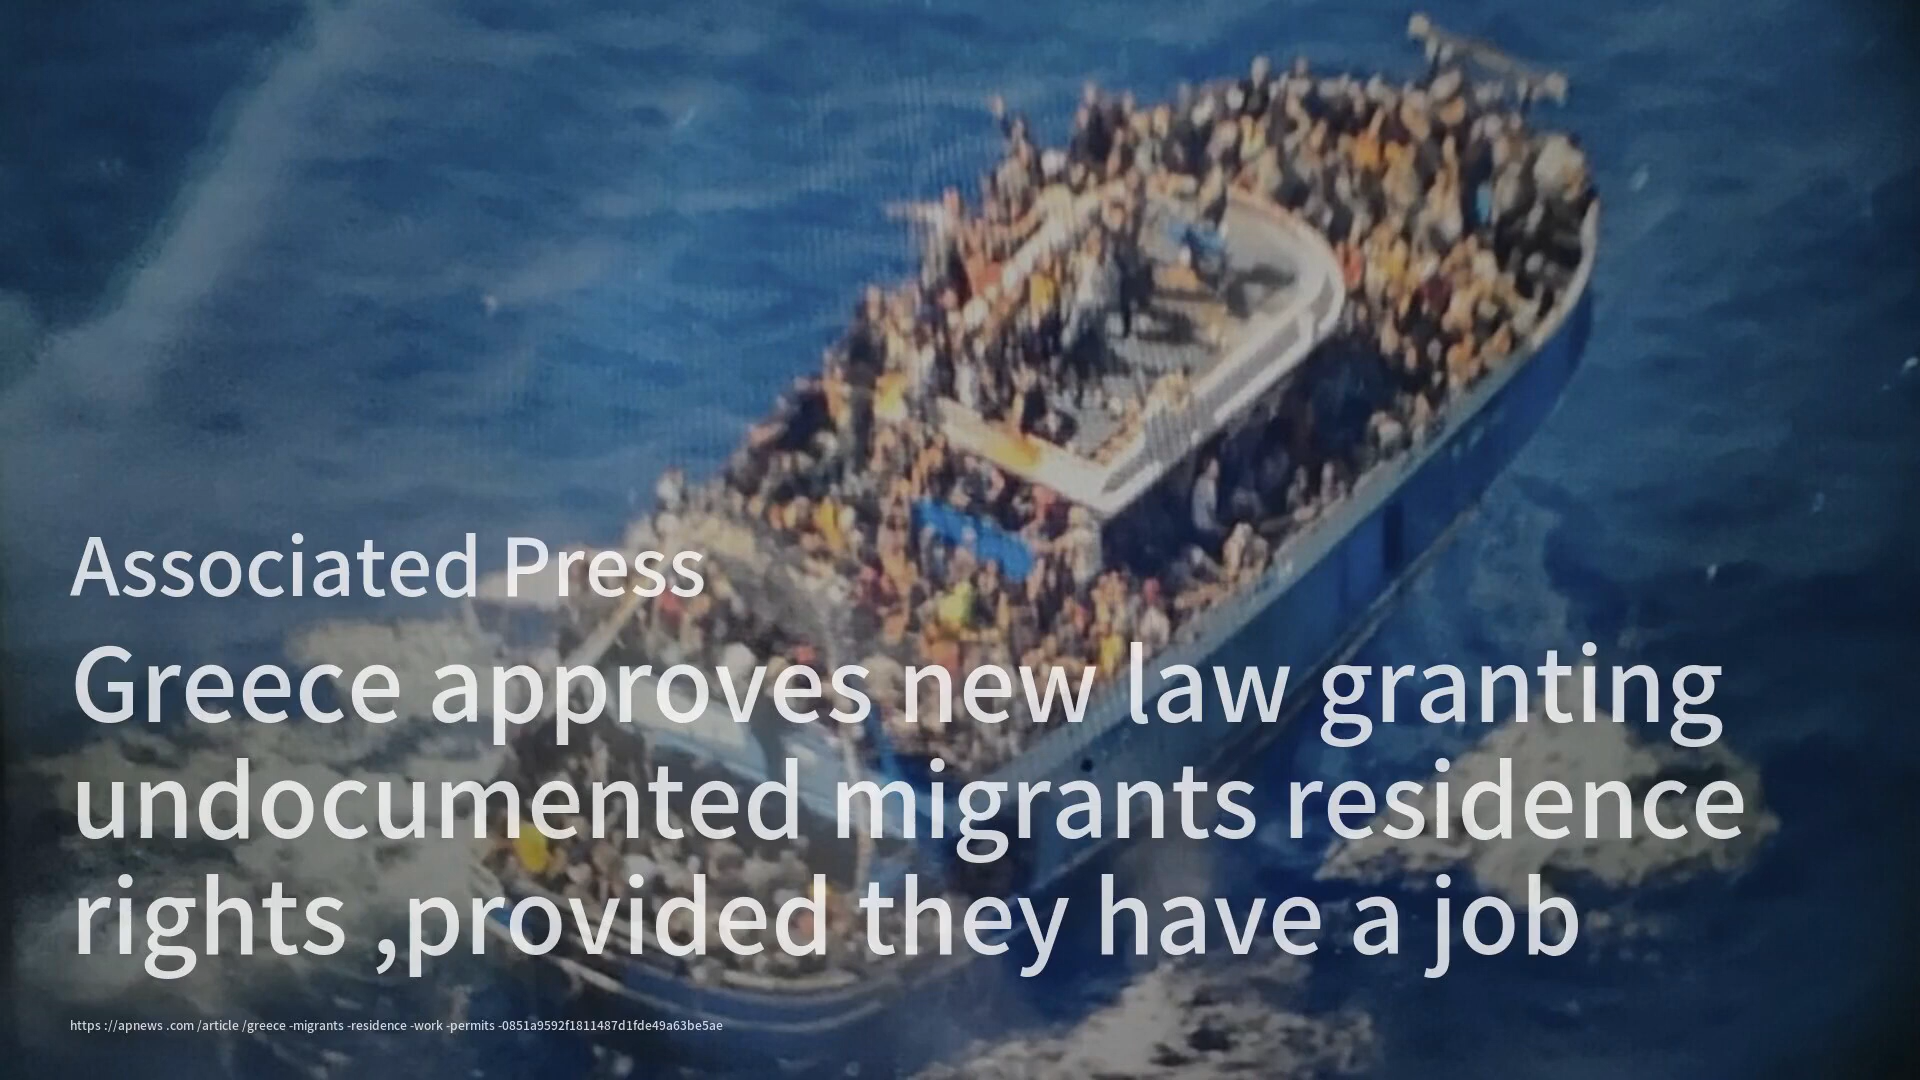 Associated Press
Greece approves new law granting
undocumented migrants residence
rights ,provided they have a job
https ://apnews .com /article /greece -migrants -residence -work -permits -0851a9592f1811487d1fde49a63be5ae